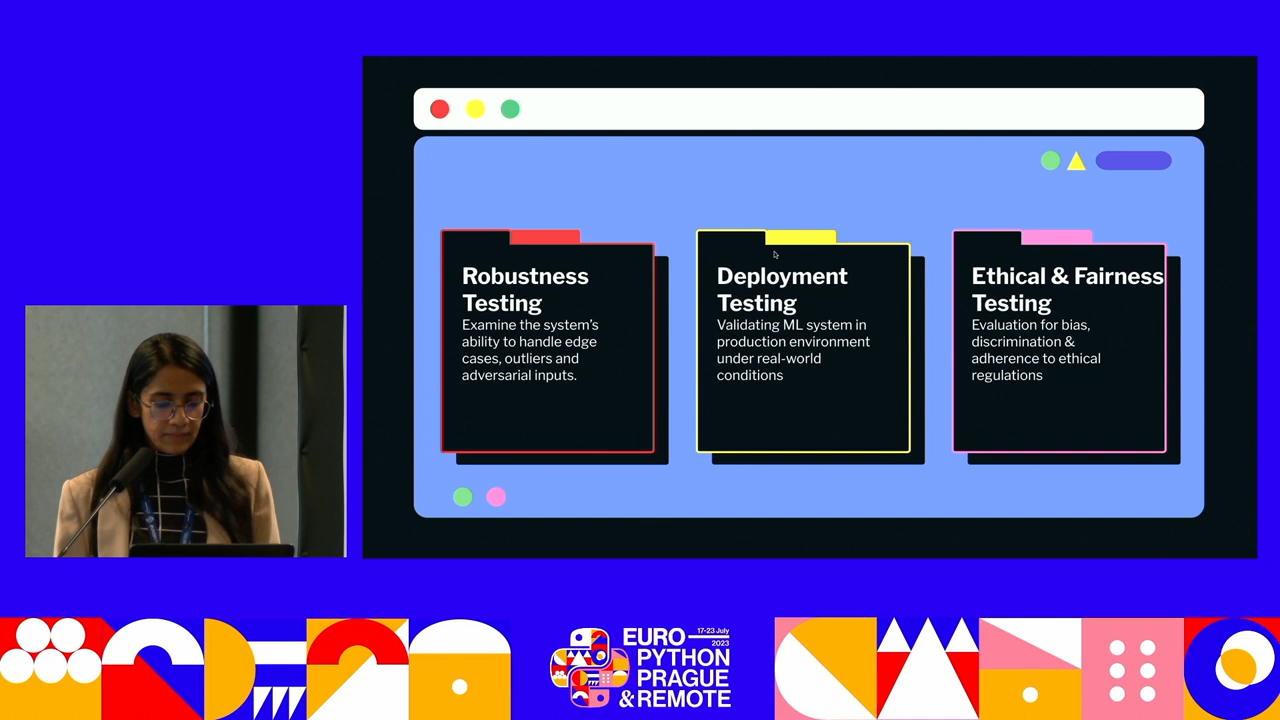 Robustness
Testing
Examine the system's
ability to handle edge
cases, outliers and
adversarial inputs.
Deployment
Testing
Validating ML system in
production environment
under real-world
conditions
Ethical & Fairness
Testing
Evaluation for bias,
discrimination &
adherence to ethical
regulations
17-23 July
2023
EURO
PYTHON
PRAGUE
& REMOTE